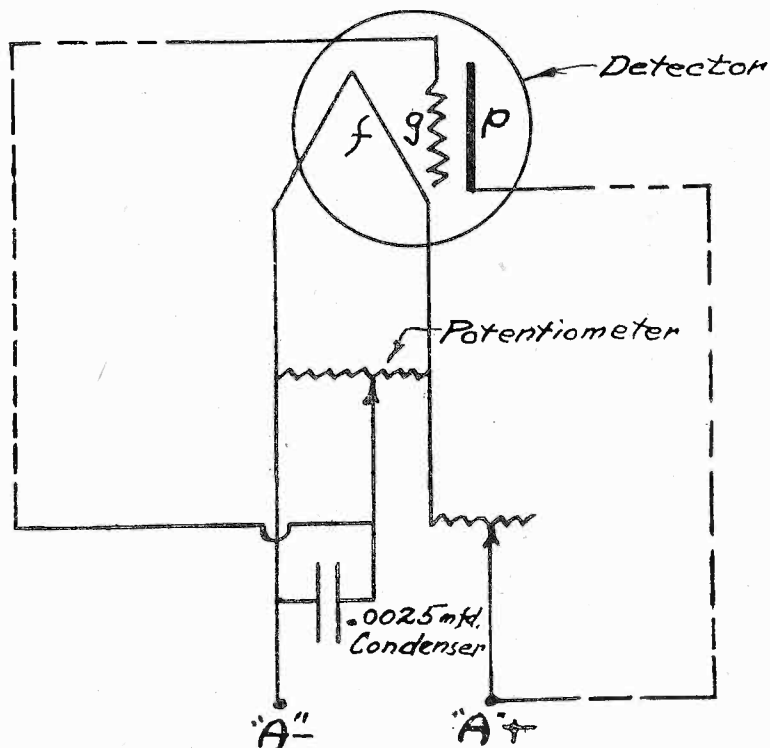 Detector
f
g
p
Potentiometer
.0025 mfd.
Condenser
"A"-
"A"+